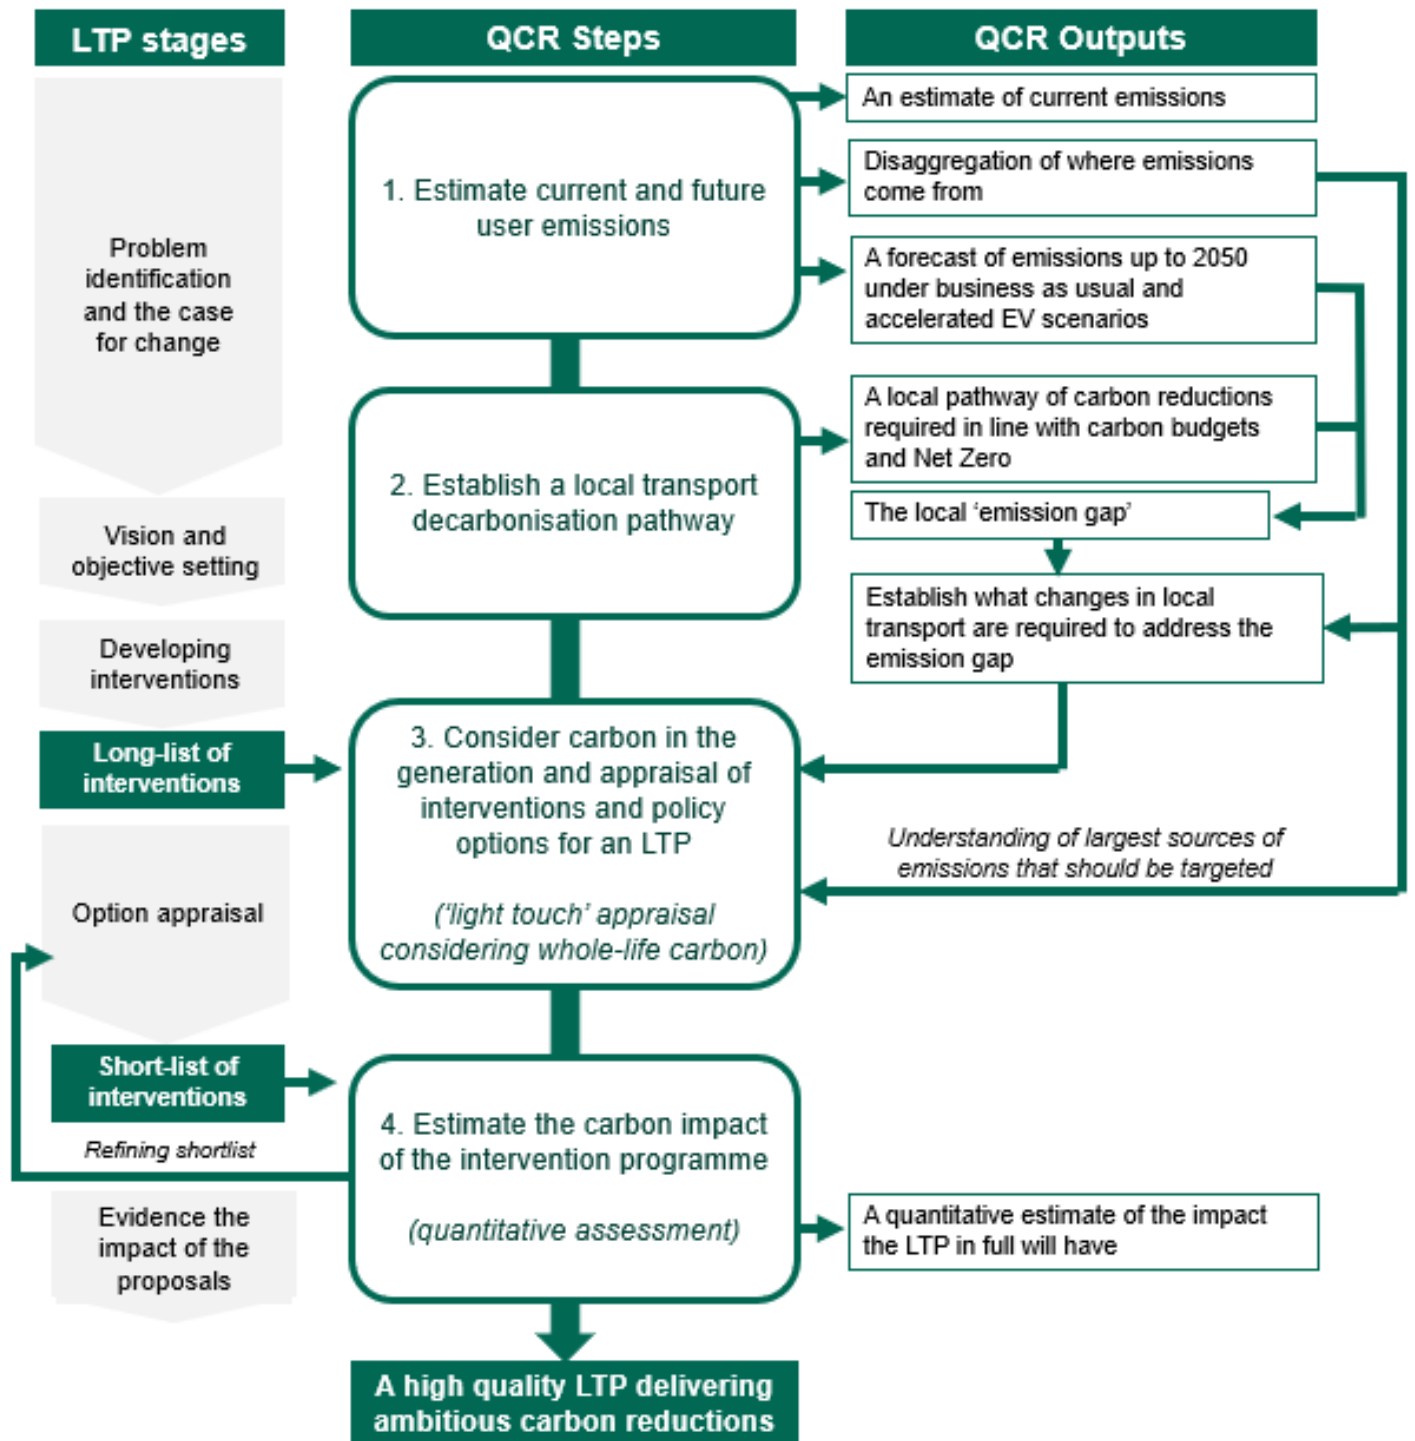 LTP stages
QCR Steps
QCR Outputs
Problem
identification
and the case
for change
Vision and
objective setting
Developing
interventions
Long-list of
interventions
Option appraisal
Short-list of
interventions
Refining shortlist
Evidence the
impact of the
proposals
1. Estimate current and future
user emissions
2. Establish a local transport
decarbonisation pathway
3. Consider carbon in the
generation and appraisal of
interventions and policy
options for an LTP
('light touch' appraisal
considering whole-life carbon)
4. Estimate the carbon impact
of the intervention programme
(quantitative assessment)
A high quality LTP delivering
ambitious carbon reductions
An estimate of current emissions
Disaggregation of where emissions
come from
A forecast of emissions up to 2050
under business as usual and
accelerated EV scenarios
A local pathway of carbon reductions
required in line with carbon budgets
and Net Zero
The local ‘emission gap’
Establish what changes in local
transport are required to address the
emission gap
Understanding of largest sources of
emissions that should be targeted
A quantitative estimate of the impact
the LTP in full will have